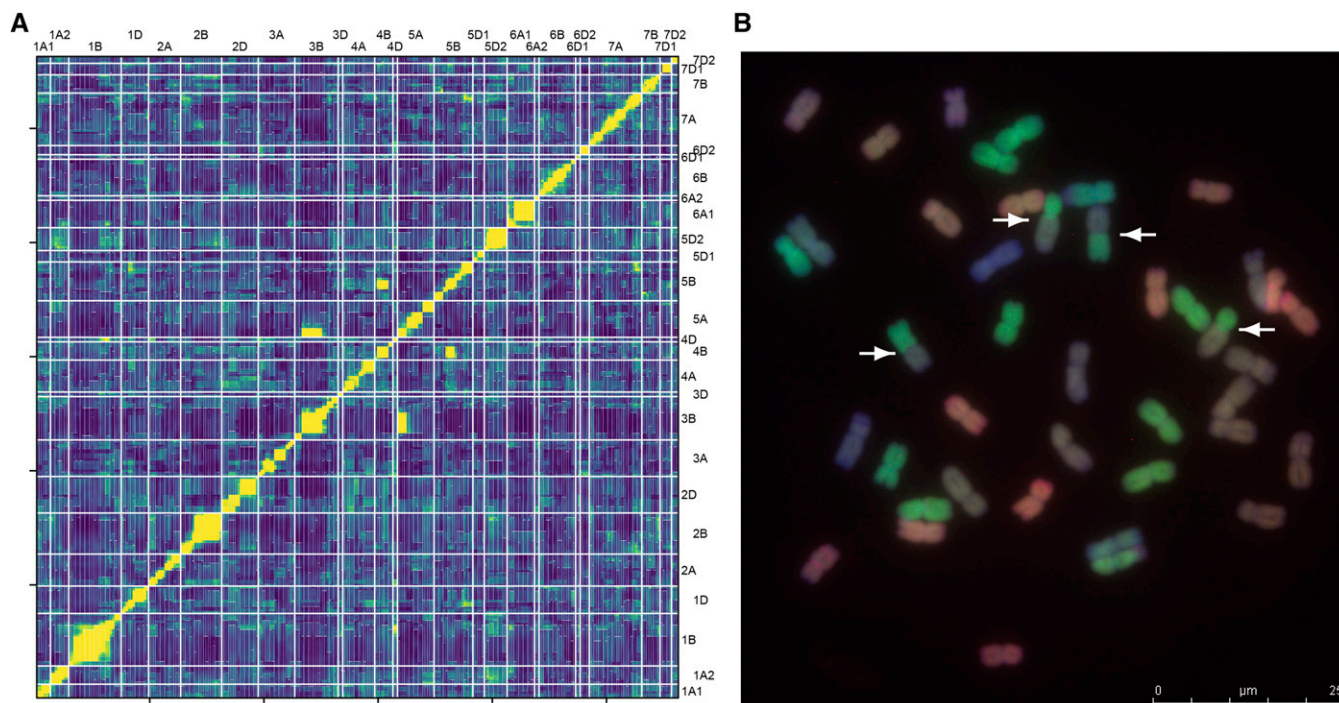 A
1A2 1D 2B 3A 3D 4B 5A 5D1 6A1 6B 6D2 7B 7D2
1A1 1B 2A 2D 3B 4A 4D 5B 5D2 6A2 6D1 7A 7D1
7D2
7D1
7B
7A
6D2
6D1
6B
6A2
6A1
5D2
5D1
5B
5A
4D
4B
4A
3D
3B
3A
2D
2B
2A
1D
1B
1A2
1A1
B
0 µm 25